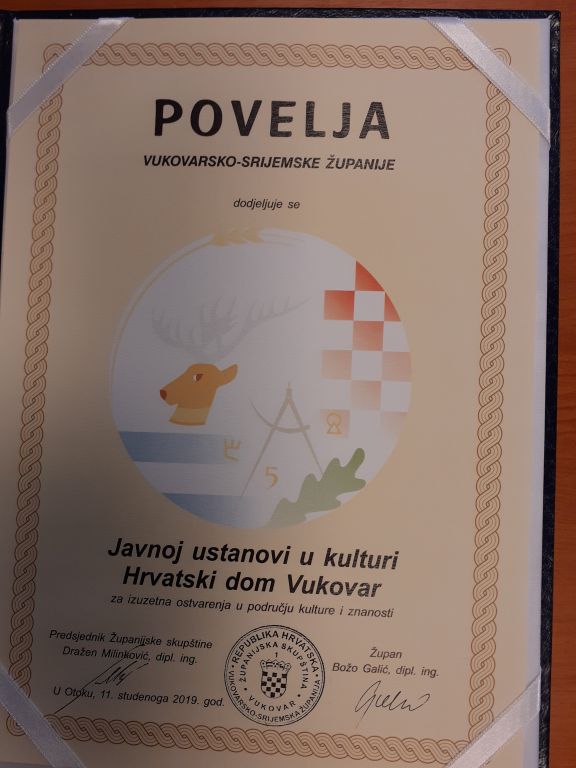 POVELJA
VUKOVARSKO-SRIJEMSKE ŽUPANIJE
dodjeljuje se
5
Javnoj ustanovi u kulturi
Hrvatski dom Vukovar
za izuzetna ostvarenja u području kulture i znanosti
Predsjednik Županijske skupštine
Dražen Milinković, dipl. ing.
U Otoku, 11. studenoga 2019. god.
REPUBLIKA HRVATSKA
VUKOVARSKO-SRIJEMSKA ŽUPANIJA
ŽUPANIJSKA SKUPŠTINA
1
VUKOVAR
Župan
Božo Galić, dipl. ing.